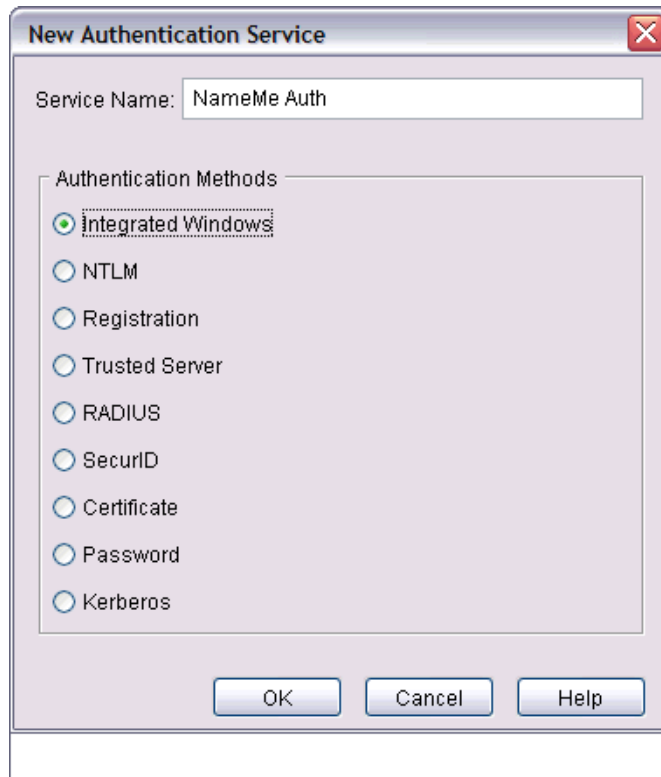 New Authentication Service
Service Name: NameMe Auth
Authentication Methods
Integrated Windows
NTLM
Registration
Trusted Server
RADIUS
SecurID
Certificate
Password
Kerberos
OK Cancel Help